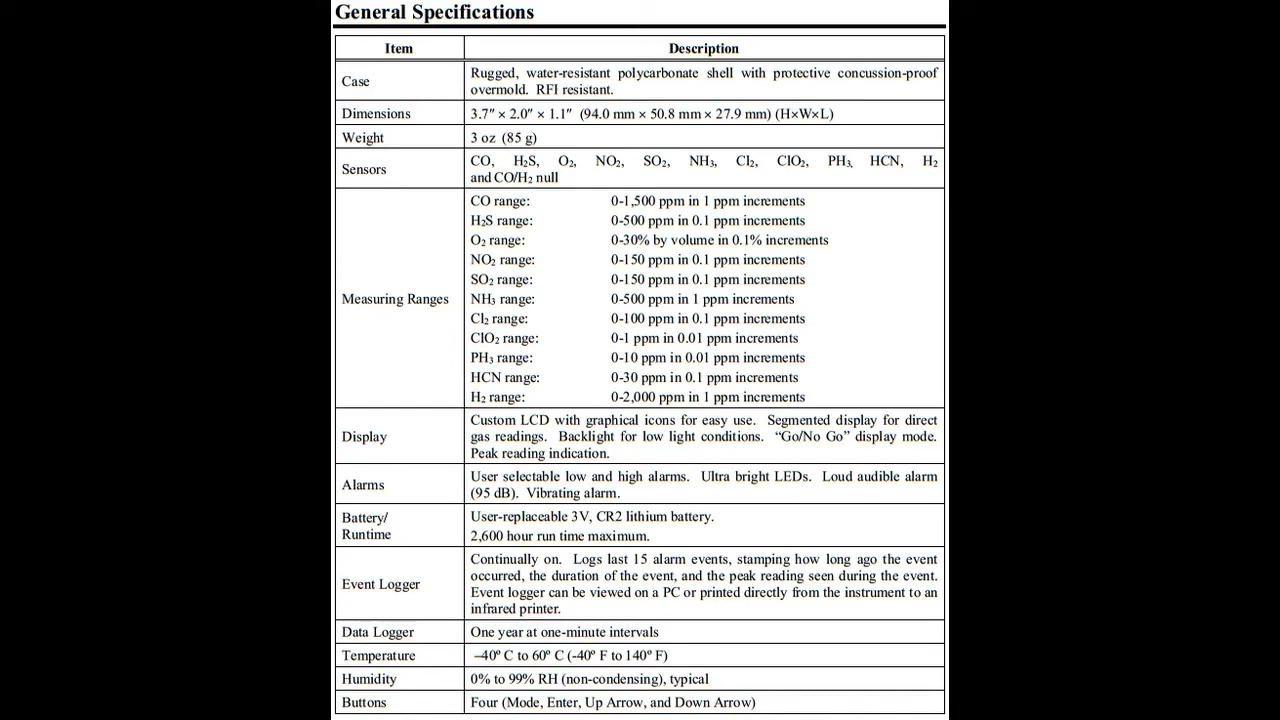 General Specifications
Item Description
Case
Rugged, water-resistant polycarbonate shell with protective concussion-proof
overmold. RFI resistant.
Dimensions 3.7" × 2.0" × 1.1" (94.0 mm × 50.8 mm × 27.9 mm) (H×W×L)
Weight 3 oz (85 g)
Sensors
CO, H₂S, O₂, NO₂, SO₂, NH₃, Cl₂, ClO₂, PH₃, HCN, H₂
and CO/H₂ null
Measuring Ranges
CO range: 0-1,500 ppm in 1 ppm increments
H₂S range: 0-500 ppm in 0.1 ppm increments
O₂ range: 0-30% by volume in 0.1% increments
NO₂ range: 0-150 ppm in 0.1 ppm increments
SO₂ range: 0-150 ppm in 0.1 ppm increments
NH₃ range: 0-500 ppm in 1 ppm increments
Cl₂ range: 0-100 ppm in 0.1 ppm increments
ClO₂ range: 0-1 ppm in 0.01 ppm increments
PH₃ range: 0-10 ppm in 0.01 ppm increments
HCN range: 0-30 ppm in 0.1 ppm increments
H₂ range: 0-2,000 ppm in 1 ppm increments
Display
Custom LCD with graphical icons for easy use. Segmented display for direct
gas readings. Backlight for low light conditions. “Go/No Go” display mode.
Peak reading indication.
Alarms
User selectable low and high alarms. Ultra bright LEDs. Loud audible alarm
(95 dB). Vibrating alarm.
Battery/
Runtime
User-replaceable 3V, CR2 lithium battery.
2,600 hour run time maximum.
Event Logger
Continually on. Logs last 15 alarm events, stamping how long ago the event
occurred, the duration of the event, and the peak reading seen during the event.
Event logger can be viewed on a PC or printed directly from the instrument to an
infrared printer.
Data Logger One year at one-minute intervals
Temperature –40º C to 60º C (-40º F to 140º F)
Humidity 0% to 99% RH (non-condensing), typical
Buttons Four (Mode, Enter, Up Arrow, and Down Arrow)